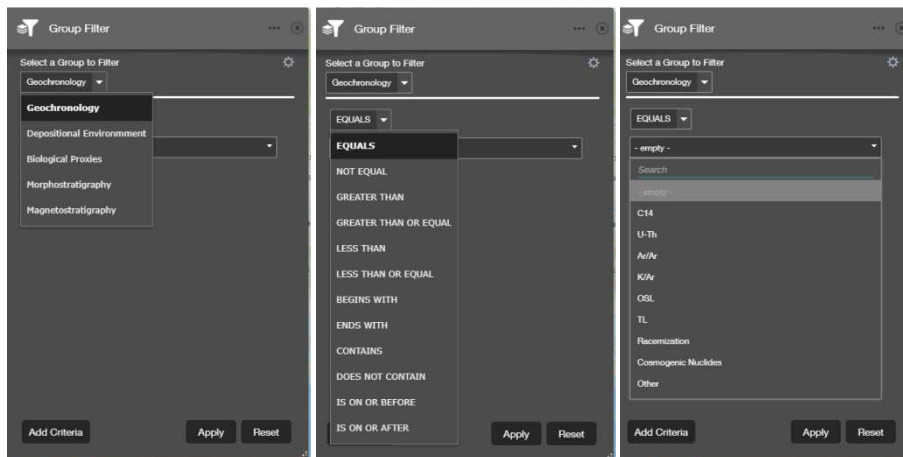 Group Filter
Select a Group to Filter
Geochronology
Geochronology
Depositional Environmment
Biological Proxies
Morphostratigraphy
Magnetostratigraphy
Add Criteria
Apply
Reset
Group Filter
Select a Group to Filter
Geochronology
EQUALS
EQUALS
NOT EQUAL
GREATER THAN
GREATER THAN OR EQUAL
LESS THAN
LESS THAN OR EQUAL
BEGINS WITH
ENDS WITH
CONTAINS
DOES NOT CONTAIN
IS ON OR BEFORE
IS ON OR AFTER
Apply
Reset
Group Filter
Select a Group to Filter
Geochronology
EQUALS
- empty -
Search
- empty -
C14
U-Th
Ar/Ar
K/Ar
OSL
TL
Racemization
Cosmogenic Nuclides
Other
Add Criteria
Apply
Reset